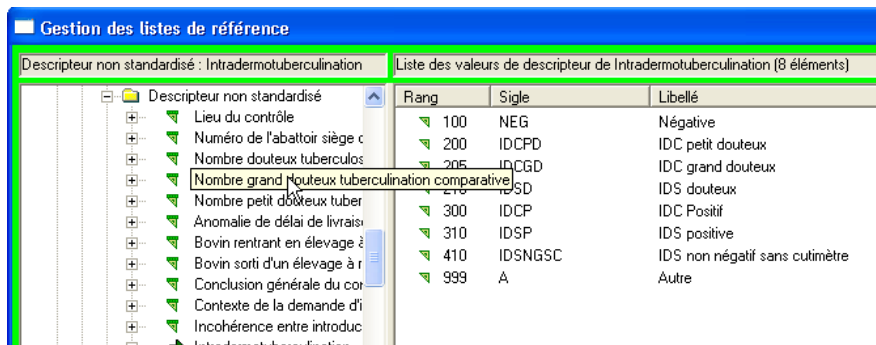 Gestion des listes de référence
Descripteur non standardisé : Intradermotuberculination
Liste des valeurs de descripteur de Intradermotuberculination (8 éléments)
Descripteur non standardisé
Lieu du contrôle
Numéro de l'abattoir siège
Nombre douteux tuberculos
Nombre grand douteux tuberculination comparative
Nombre petit douteux tuber
Anomalie de délai de livrais
Bovin rentrant en élevage à
Bovin sorti d'un élevage à r
Conclusion générale du cor
Contexte de la demande d'i
Incohérence entre introduc
Rang Sigle Libellé
100 NEG Négative
200 IDCPD IDC petit douteux
205 IDCGD IDC grand douteux
IDSD IDS douteux
300 IDCP IDC Positif
310 IDSP IDS positive
410 IDSNGSC IDS non négatif sans cutimètre
999 A Autre